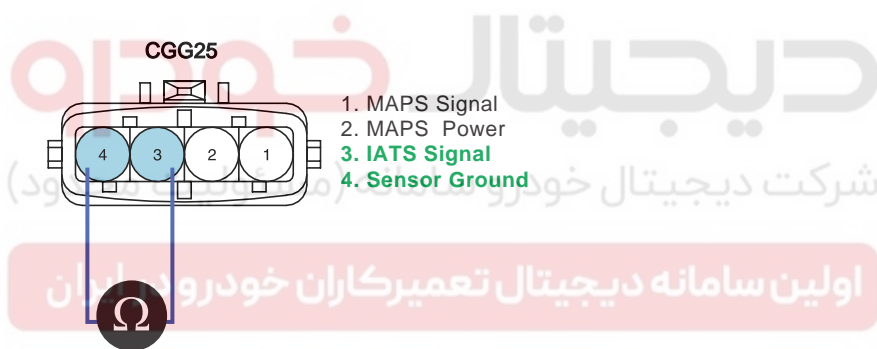 CGG25
4 3 2 1
1. MAPS Signal
2. MAPS Power
3. IATS Signal
4. Sensor Ground
Ω
دیجیتال خودرو
شرکت دیجیتال خودرو سامانه (مسئولیت محدود)
اولین سامانه دیجیتال تعمیرکاران خودرو در ایران